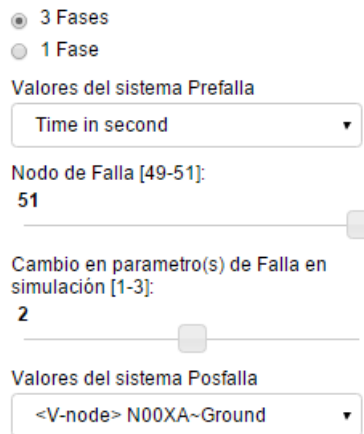 3 Fases
1 Fase
Valores del sistema Prefalla
Time in second
Nodo de Falla [49-51]:
51
Cambio en parametro(s) de Falla en
simulación [1-3]:
2
Valores del sistema Posfalla
<V-node> N00XA~Ground